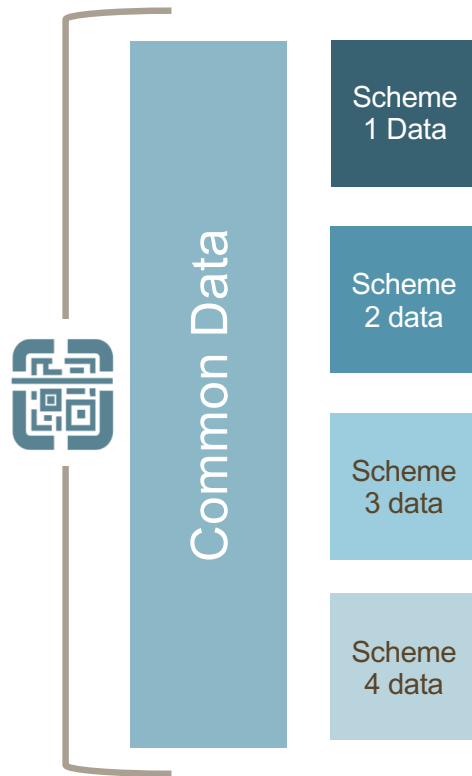 Common Data
Scheme
1 Data
Scheme
2 data
Scheme
3 data
Scheme
4 data